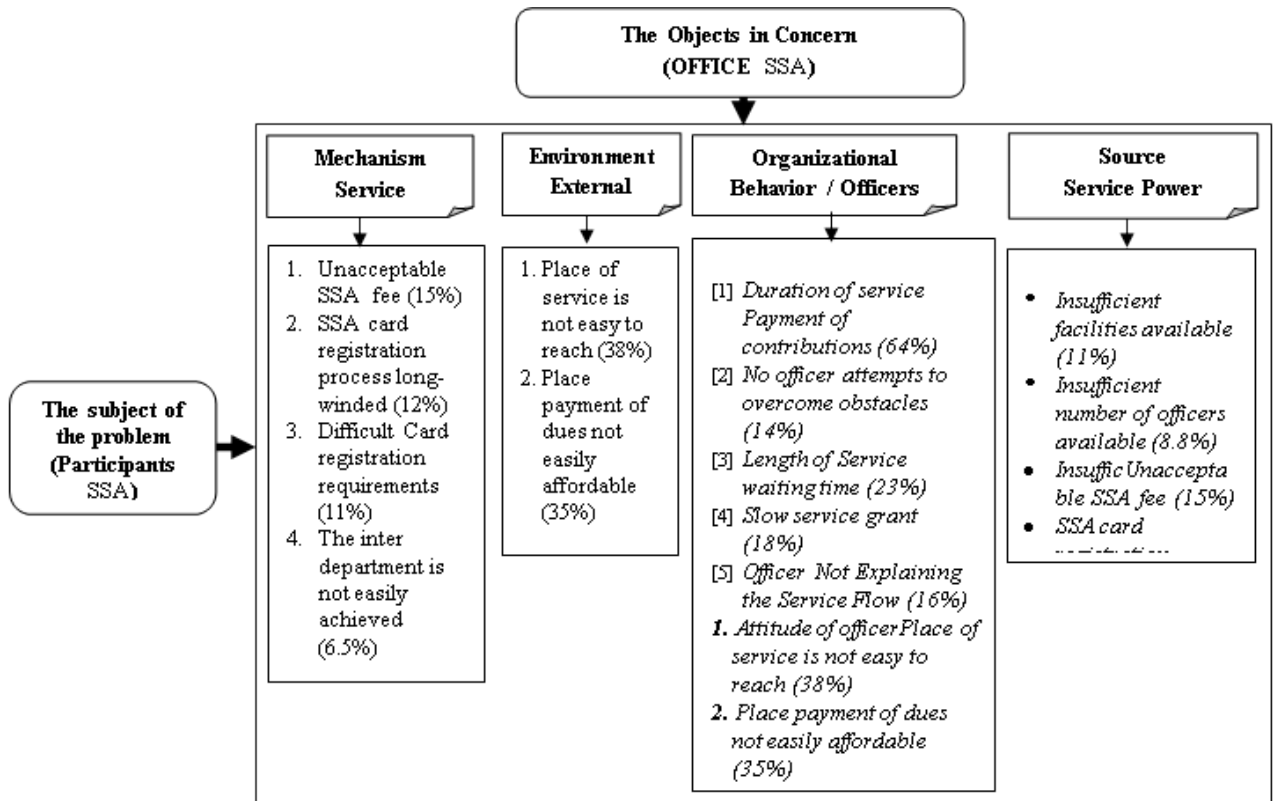 The Objects in Concern
(OFFICE SSA)
The subject of
the problem
(Participants
SSA)
Mechanism
Service
1. Unacceptable
SSA fee (15%)
2. SSA card
registration
process long-
winded (12%)
3. Difficult Card
registration
requirements
(11%)
4. The inter
department is
not easily
achieved
(6.5%)
Environment
External
1. Place of
service is
not easy to
reach (38%)
2. Place
payment of
dues not
easily
affordable
(35%)
Organizational
Behavior / Officers
[1] Duration of service
Payment of
contributions (64%)
[2] No officer attempts to
overcome obstacles
(14%)
[3] Length of Service
waiting time (23%)
[4] Slow service grant
(18%)
[5] Officer Not Explaining
the Service Flow (16%)
1. Attitude of officerPlace of
service is not easy to
reach (38%)
2. Place payment of dues
not easily affordable
(35%)
Source
Service Power
• Insufficient
facilities available
(11%)
• Insufficient
number of officers
available (8.8%)
• Insuffic Unaccepta
ble SSA fee (15%)
• SSA card